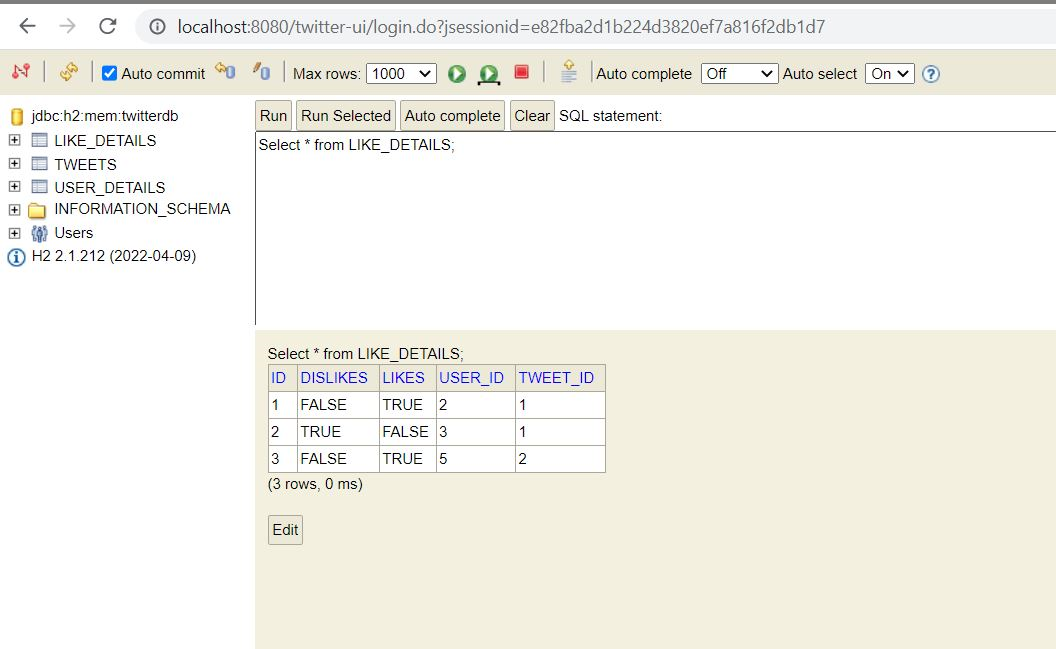 localhost:8080/twitter-ui/login.do?jsessionid=e82fba2d1b224d3820ef7a816f2db1d7
Auto commit Max rows: 1000 Auto complete Off Auto select On
jdbc:h2:mem:twitterdb
LIKE_DETAILS
TWEETS
USER_DETAILS
INFORMATION_SCHEMA
Users
H2 2.1.212 (2022-04-09)
Run Run Selected Auto complete Clear SQL statement:
Select * from LIKE_DETAILS;
Select * from LIKE_DETAILS;
ID DISLIKES LIKES USER_ID TWEET_ID
1 FALSE TRUE 2 1
2 TRUE FALSE 3 1
3 FALSE TRUE 5 2
(3 rows, 0 ms)
Edit